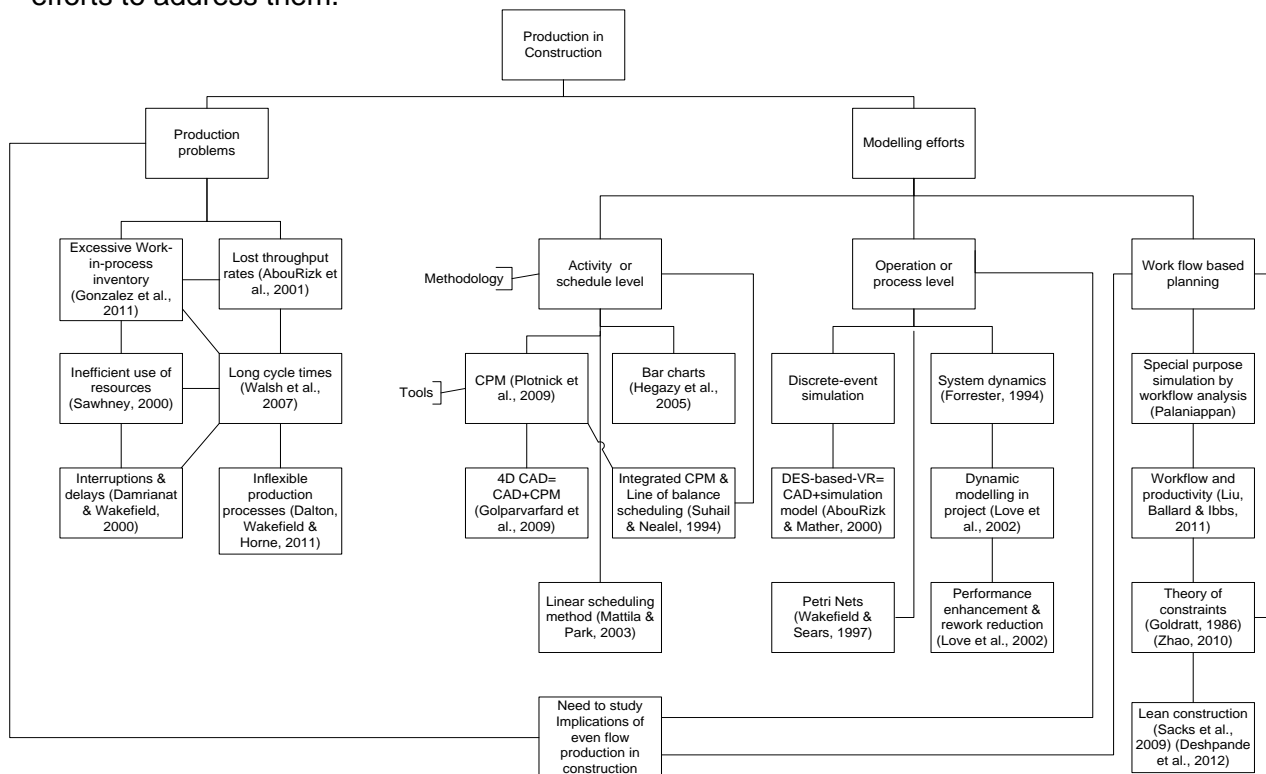 efforts to address them.
Production in
Construction
Production
problems
Modelling efforts
Excessive Work-
in-process
inventory
(Gonzalez et al.,
2011)
Lost throughput
rates (AbouRizk et
al., 2001)
Methodology
Activity or
schedule level
Operation or
process level
Work flow based
planning
Inefficient use of
resources
(Sawhney, 2000)
Long cycle times
(Walsh et al.,
2007)
Tools
CPM (Plotnick et
al., 2009)
Bar charts
(Hegazy et al.,
2005)
Discrete-event
simulation
System dynamics
(Forrester, 1994)
Special purpose
simulation by
workflow analysis
(Palaniappan)
Interruptions &
delays (Damrianat
& Wakefield,
2000)
Inflexible
production
processes (Dalton,
Wakefield &
Horne, 2011)
4D CAD=
CAD+CPM
(Golparvarfard et
al., 2009)
Integrated CPM &
Line of balance
scheduling (Suhail
& Nealel, 1994)
DES-based-VR=
CAD+simulation
model (AbouRizk
& Mather, 2000)
Dynamic
modelling in
project (Love et
al., 2002)
Workflow and
productivity (Liu,
Ballard & Ibbs,
2011)
Linear scheduling
method (Mattila &
Park, 2003)
Petri Nets
(Wakefield &
Sears, 1997)
Performance
enhancement &
rework reduction
(Love et al., 2002)
Theory of
constraints
(Goldratt, 1986)
(Zhao, 2010)
Need to study
Implications of
even flow
production in
construction
Lean construction
(Sacks et al.,
2009) (Deshpande
et al., 2012)